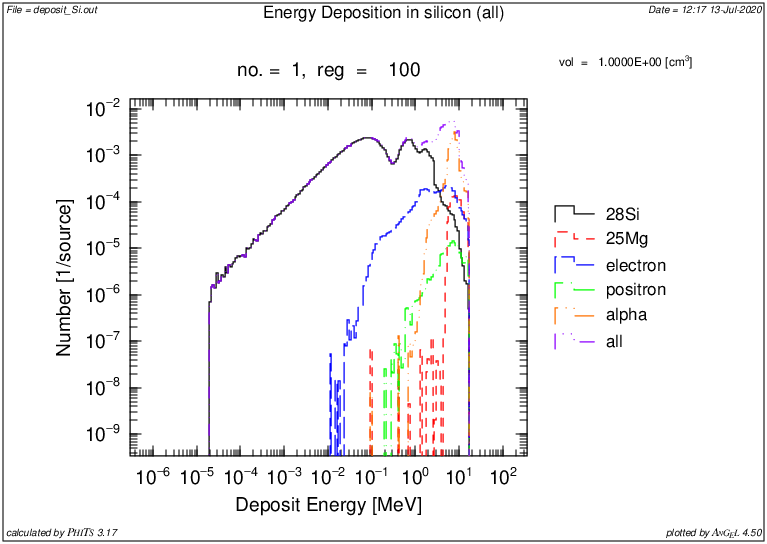 File = deposit_Si.out
Energy Deposition in silicon (all)
Date = 12:17 13-Jul-2020
no. = 1, reg = 100
vol = 1.0000E+00 [cm³]
Number [1/source]
10⁻²
10⁻³
10⁻⁴
10⁻⁵
10⁻⁶
10⁻⁷
10⁻⁸
10⁻⁹
28Si
25Mg
electron
positron
alpha
all
10⁻⁶ 10⁻⁵ 10⁻⁴ 10⁻³ 10⁻² 10⁻¹ 10⁰ 10¹ 10²
Deposit Energy [MeV]
calculated by PHITS 3.17
plotted by ANGEL 4.50